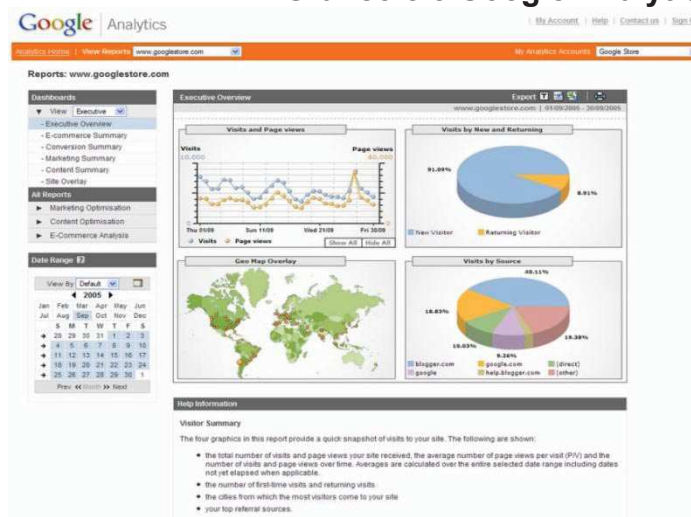 Google Analytics
My Account | Help | Contact us | Sign
Analytics Home | View Reports www.googlestore.com
My Analytics Accounts Google Store
Reports: www.googlestore.com
Dashboards
View Executive
- Executive Overview
- E-commerce Summary
- Conversion Summary
- Marketing Summary
- Content Summary
- Site Overlay
All Reports
Marketing Optimisation
Content Optimisation
E-Commerce Analysis
Date Range
View By Default
2005
Jan Feb Mar Apr May Jun
Jul Aug Sep Oct Nov Dec
S M T W T F S
28 29 30 31 1 2 3
4 5 6 7 8 9 10
11 12 13 14 15 16 17
18 19 20 21 22 23 24
25 26 27 28 29 30 1
Prev << Month >> Next
Executive Overview
Export
www.googlestore.com | 01/09/2005 - 30/09/2005
Visits and Page views
Visits
10,000
Page views
60,000
0
0
Thu 01/09 Sun 11/09 Wed 21/09 Fri 30/09
Visits Page views Show All Hide All
Visits by New and Returning
91.09%
8.91%
New Visitor Returning Visitor
Geo Map Overlay
Visits by Source
18.83%
19.38%
9.26%
blogger.com google.com (direct)
google help.blogger.com (other)
Help Information
Visitor Summary
The four graphics in this report provide a quick snapshot of visits to your site. The following are shown:
• the total number of visits and page views your site received, the average number of page views per visit (P/V) and the
number of visits and page views over time. Averages are calculated over the entire selected date range including dates
not yet elapsed when applicable.
• the number of first-time visits and returning visits
• the cities from which the most visitors come to your site
• your top referral sources.